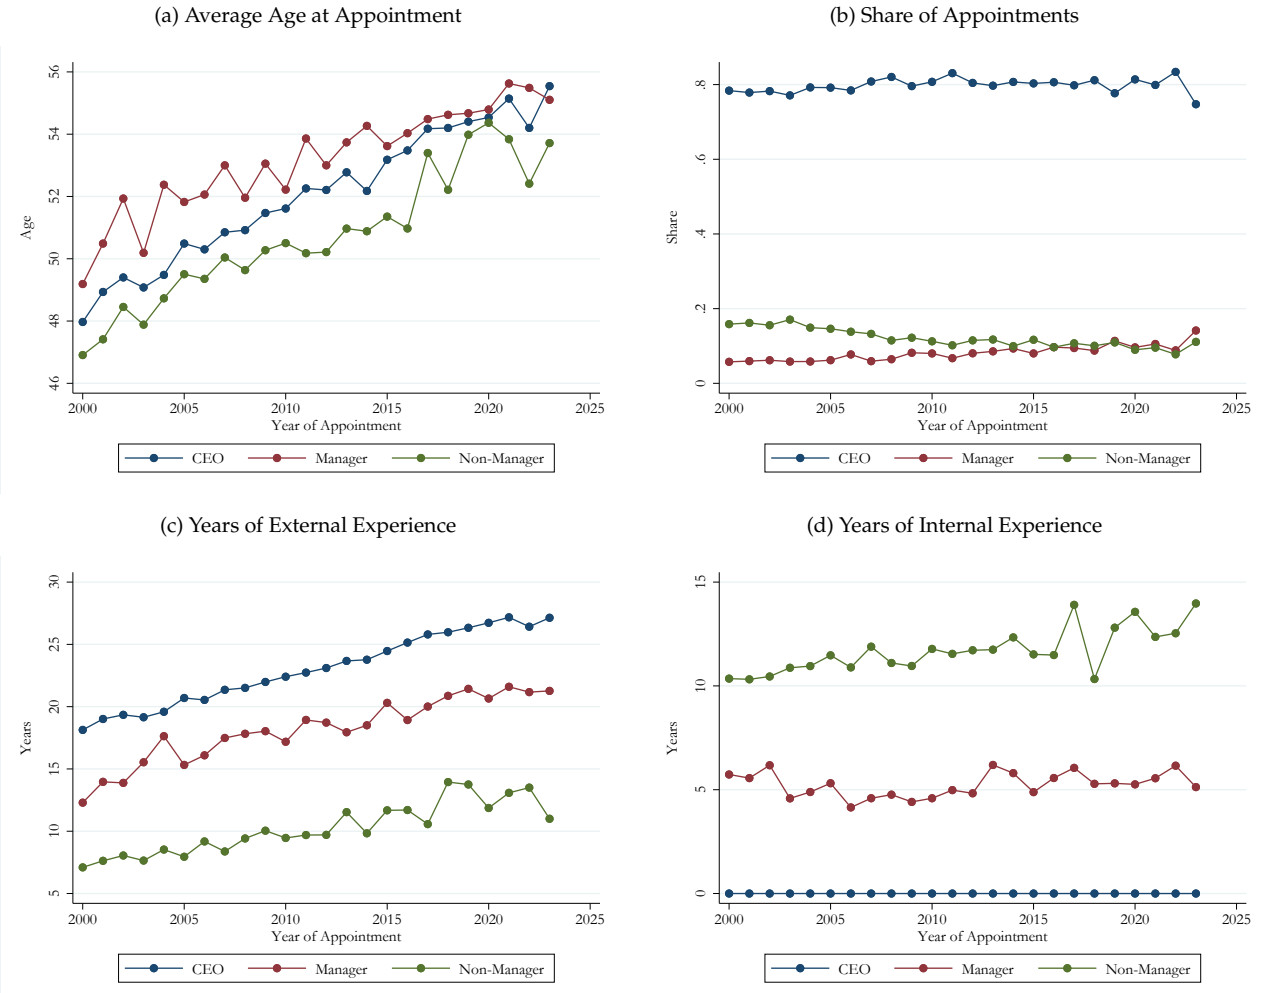 (a) Average Age at Appointment
56
54
52
50
48
46
Age
2000 2005 2010 2015 2020 2025
Year of Appointment
CEO Manager Non-Manager
(b) Share of Appointments
.8
.6
.4
.2
0
Share
2000 2005 2010 2015 2020 2025
Year of Appointment
CEO Manager Non-Manager
(c) Years of External Experience
30
25
20
15
10
5
Years
2000 2005 2010 2015 2020 2025
Year of Appointment
CEO Manager Non-Manager
(d) Years of Internal Experience
15
10
5
0
Years
2000 2005 2010 2015 2020 2025
Year of Appointment
CEO Manager Non-Manager